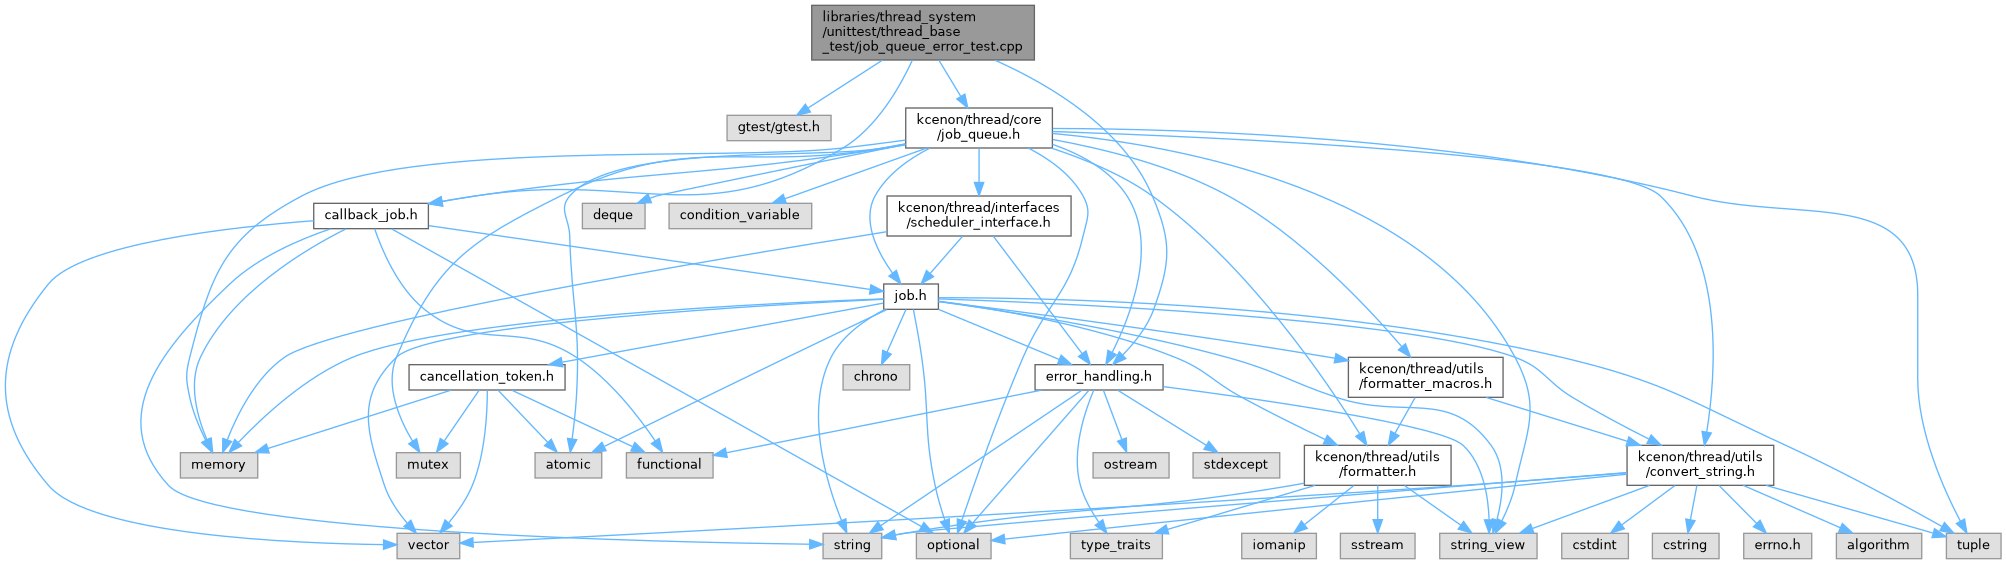 libraries/thread_system
/unittest/thread_base
_test/job_queue_error_test.cpp
gtest/gtest.h
kcenon/thread/core
/job_queue.h
callback_job.h
deque
condition_variable
kcenon/thread/interfaces
/scheduler_interface.h
job.h
cancellation_token.h
chrono
error_handling.h
kcenon/thread/utils
/formatter_macros.h
memory
mutex
atomic
functional
ostream
stdexcept
kcenon/thread/utils
/formatter.h
kcenon/thread/utils
/convert_string.h
vector
string
optional
type_traits
iomanip
sstream
string_view
cstdint
cstring
errno.h
algorithm
tuple